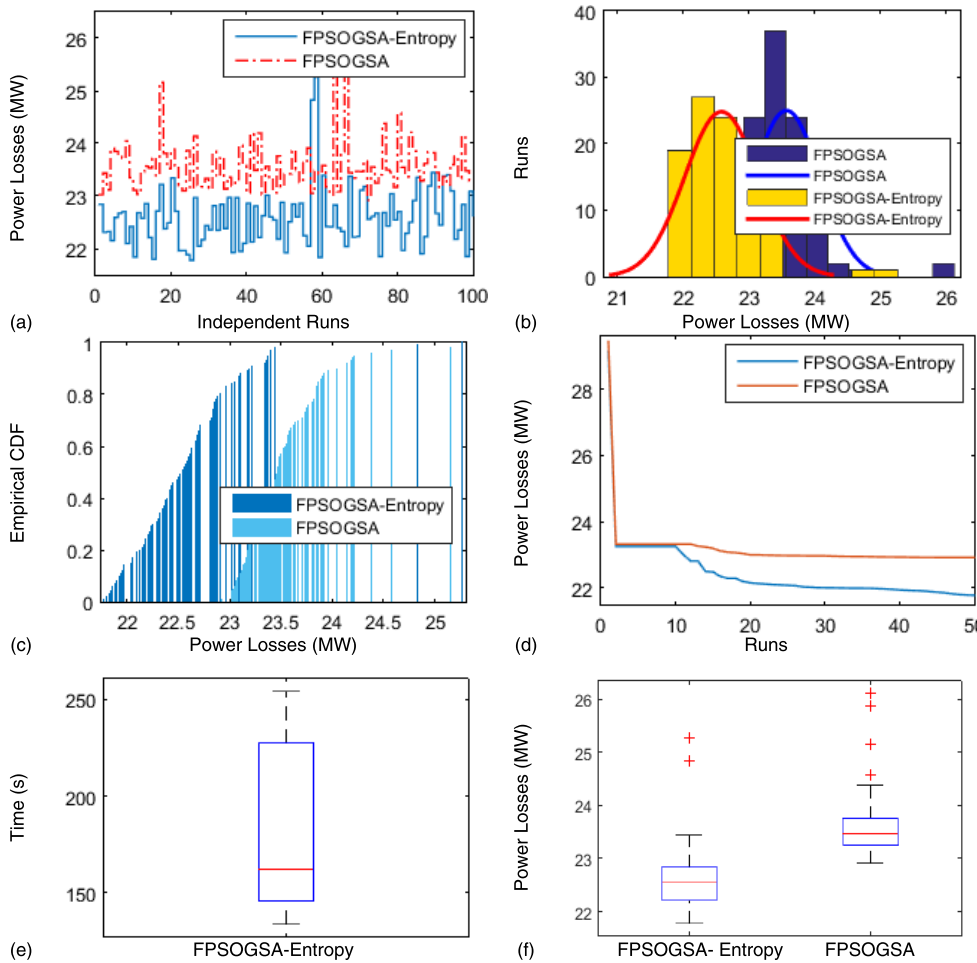 26
25
24
23
22
Power Losses (MW)
FPSOGSA-Entropy
FPSOGSA
0 20 40 60 80 100
(a)
Independent Runs
40
30
20
10
0
Runs
FPSOGSA
FPSOGSA
FPSOGSA-Entropy
FPSOGSA-Entropy
21 22 23 24 25 26
(b)
Power Losses (MW)
1
0.8
0.6
0.4
0.2
0
Empirical CDF
FPSOGSA-Entropy
FPSOGSA
22 22.5 23 23.5 24 24.5 25
(c)
Power Losses (MW)
28
26
24
23
22
Power Losses (MW)
FPSOGSA-Entropy
FPSOGSA
0 10 20 30 40 50
(d)
Runs
250
200
150
Time (s)
(e)
FPSOGSA-Entropy
26
25
24
23
22
Power Losses (MW)
(f)
FPSOGSA- Entropy FPSOGSA